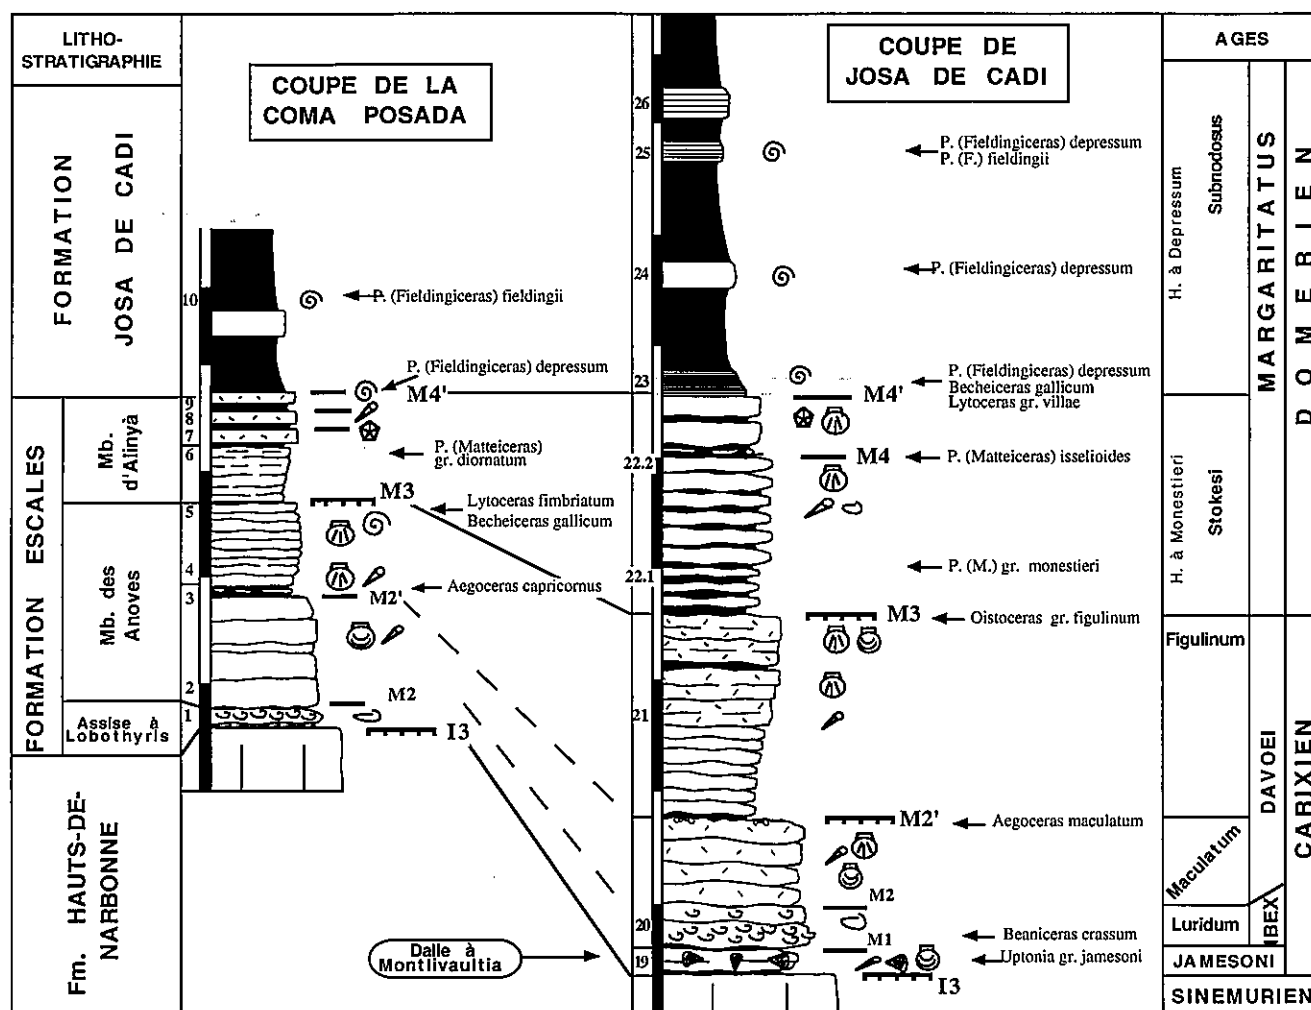 LITHO-
STRATIGRAPHIE
FORMATION
JOSA DE CADI
FORMATION ESCALES
Mb.
d'Alinyà
Mb. des
Anoves
Assise à
Lobothyris
Fm. HAUTS-DE-
NARBONNE
COUPE DE LA
COMA POSADA
10
9
8
7
6
5
4
3
2
1
P. (Fieldingiceras) fieldingii
P. (Fieldingiceras) depressum
M4'
P. (Matteiceras)
gr. diornatum
M3
Lytoceras fimbriatum
Becheiceras gallicum
Aegoceras capricornus
M2'
M2
I3
Dalle à
Montlivaultia
COUPE DE
JOSA DE CADI
26
25
24
23
22.2
22.1
21
20
19
P. (Fieldingiceras) depressum
P. (F.) fieldingii
P. (Fieldingiceras) depressum
P. (Fieldingiceras) depressum
Becheiceras gallicum
Lytoceras gr. villae
M4'
M4
P. (Matteiceras) isselioides
P. (M.) gr. monestieri
M3
Oistoceras gr. figulinum
M2'
Aegoceras maculatum
M2
M1
Beaniceras crassum
Uptonia gr. jamesoni
I3
AGES
H. à Depressum
Subnodosus
H. à Monestieri
Stokesi
MARGARITATUS
DOMERIEN
Figulinum
Maculatum
Luridum
DAVOEI
IBEX
JAMESONI
CARIXIEN
SINEMURIEN